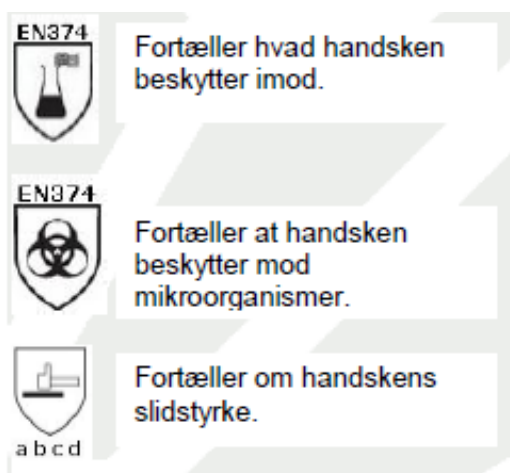 EN374
Fortæller hvad handsken
beskytter imod.
EN374
Fortæller at handsken
beskytter mod
mikroorganismer.
Fortæller om handskens
slidstyrke.
a b c d